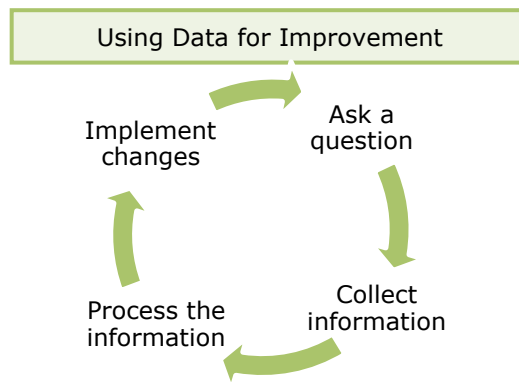 Using Data for Improvement
Ask a
question
Collect
information
Process the
information
Implement
changes